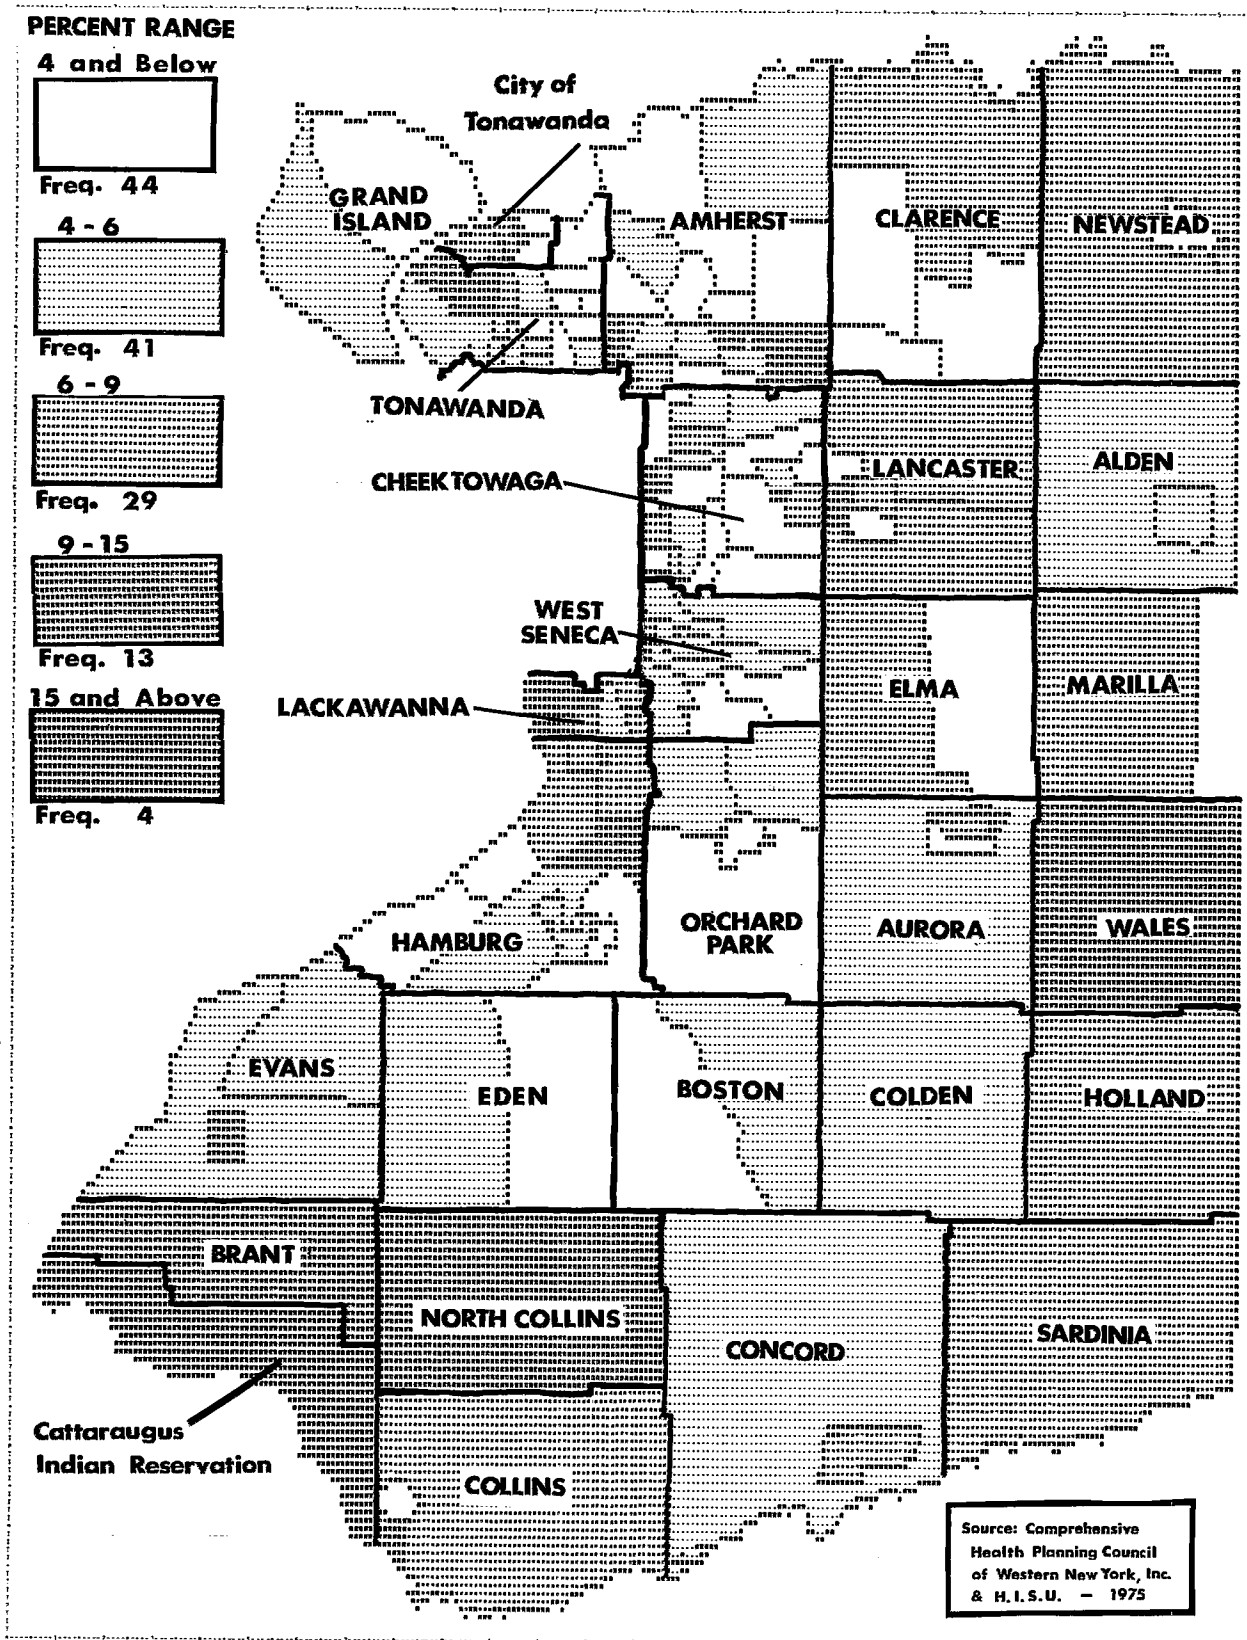 PERCENT RANGE
4 and Below
Freq. 44
4 - 6
Freq. 41
6 - 9
Freq. 29
9 - 15
Freq. 13
15 and Above
Freq. 4
City of
Tonawanda
GRAND
ISLAND
AMHERST
CLARENCE
NEWSTEAD
TONAWANDA
CHEEKTOWAGA
LANCASTER
ALDEN
WEST
SENECA
ELMA
MARILLA
LACKAWANNA
HAMBURG
ORCHARD
PARK
AURORA
WALES
EVANS
EDEN
BOSTON
COLDEN
HOLLAND
BRANT
NORTH COLLINS
CONCORD
SARDINIA
Cattaraugus
Indian Reservation
COLLINS
Source: Comprehensive
Health Planning Council
of Western New York, Inc.
& H.I.S.U. — 1975